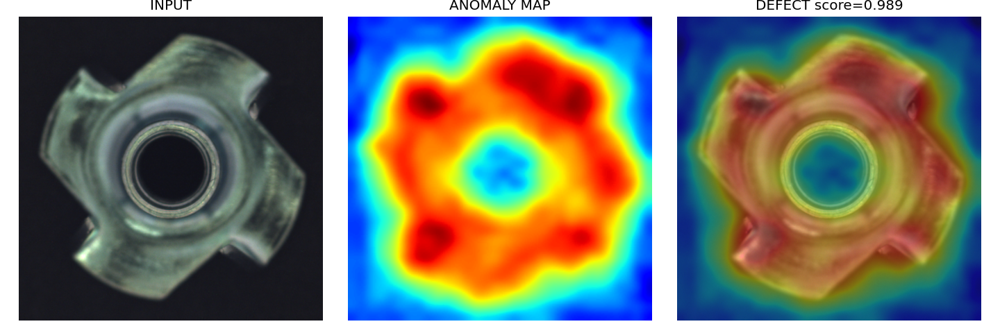 INPUT
ANOMALY MAP
DEFECT score=0.989